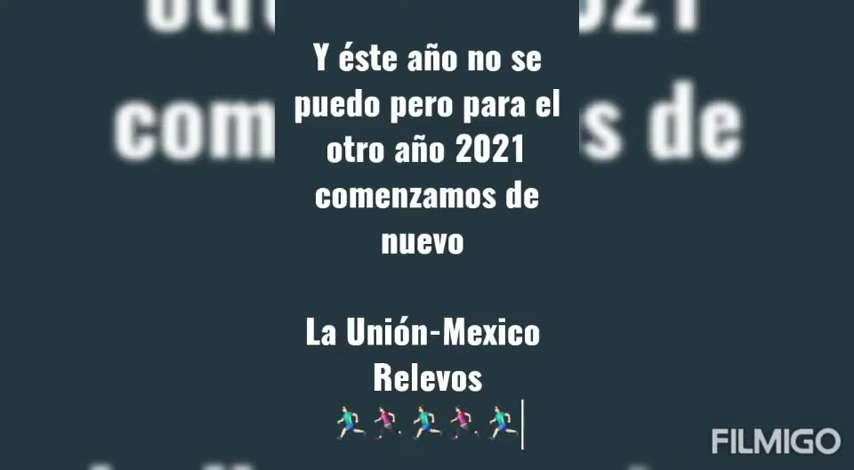 Y éste año no se
puedo pero para el
otro año 2021
comenzamos de
nuevo
La Unión-Mexico
Relevos
🏃🏻‍♂️🏃🏻‍♀️🏃🏻‍♂️🏃🏻‍♀️🏃🏻‍♂️
FILMIGO